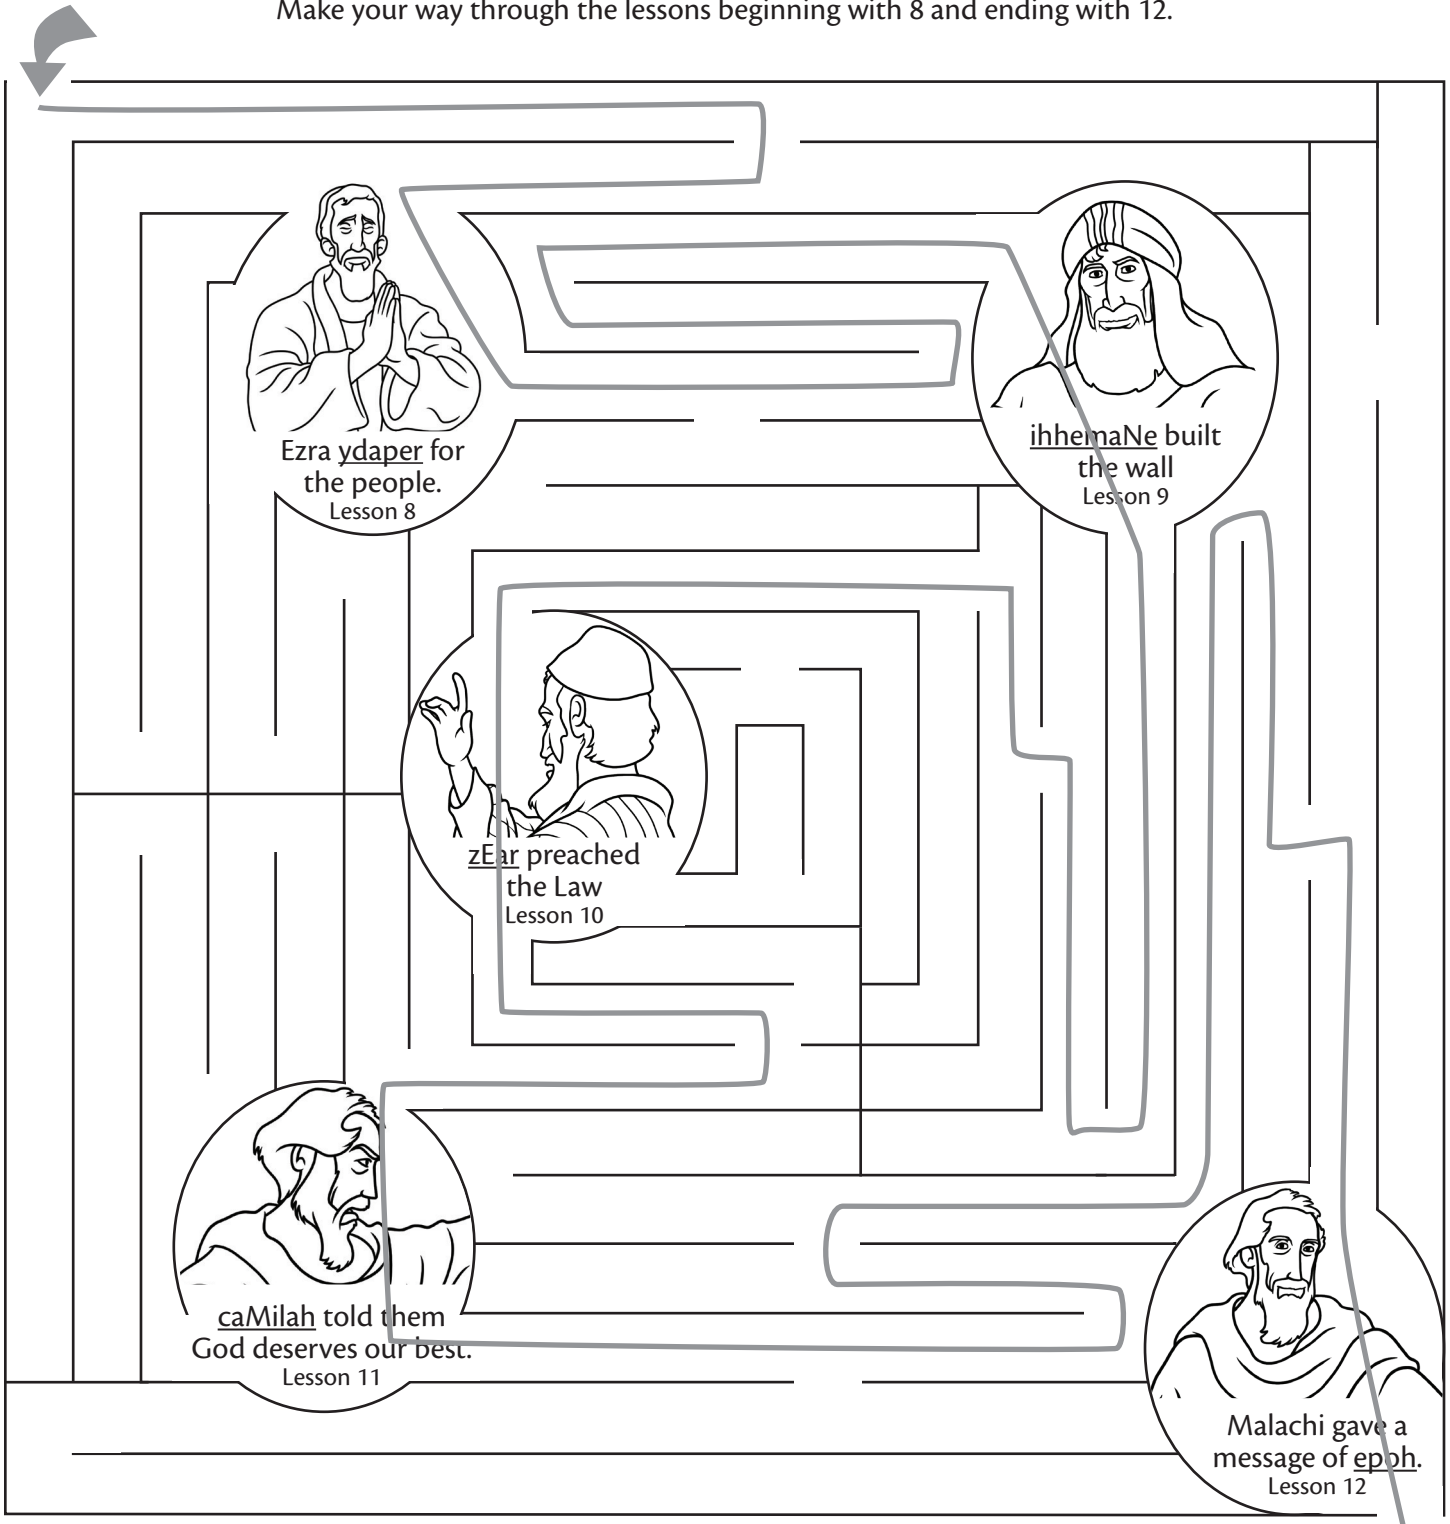 Make your way through the lessons beginning with 8 and ending with 12.
Ezra ydaper for
the people.
Lesson 8
ihhemaNe built
the wall
Lesson 9
zEar preached
the Law
Lesson 10
caMilah told them
God deserves our best.
Lesson 11
Malachi gave a
message of epoh.
Lesson 12